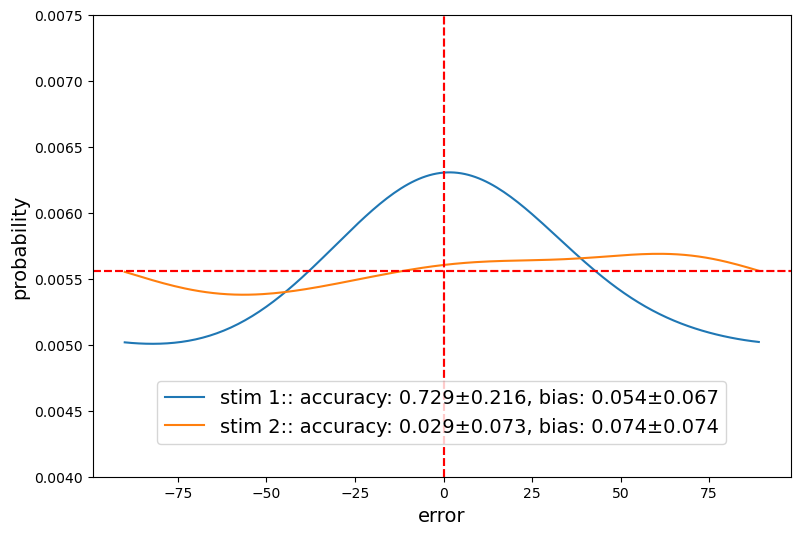 0.0075
0.0070
0.0065
0.0060
0.0055
0.0050
0.0045
0.0040
probability
stim 1:: accuracy: 0.729±0.216, bias: 0.054±0.067
stim 2:: accuracy: 0.029±0.073, bias: 0.074±0.074
−75 −50 −25 0 25 50 75
error